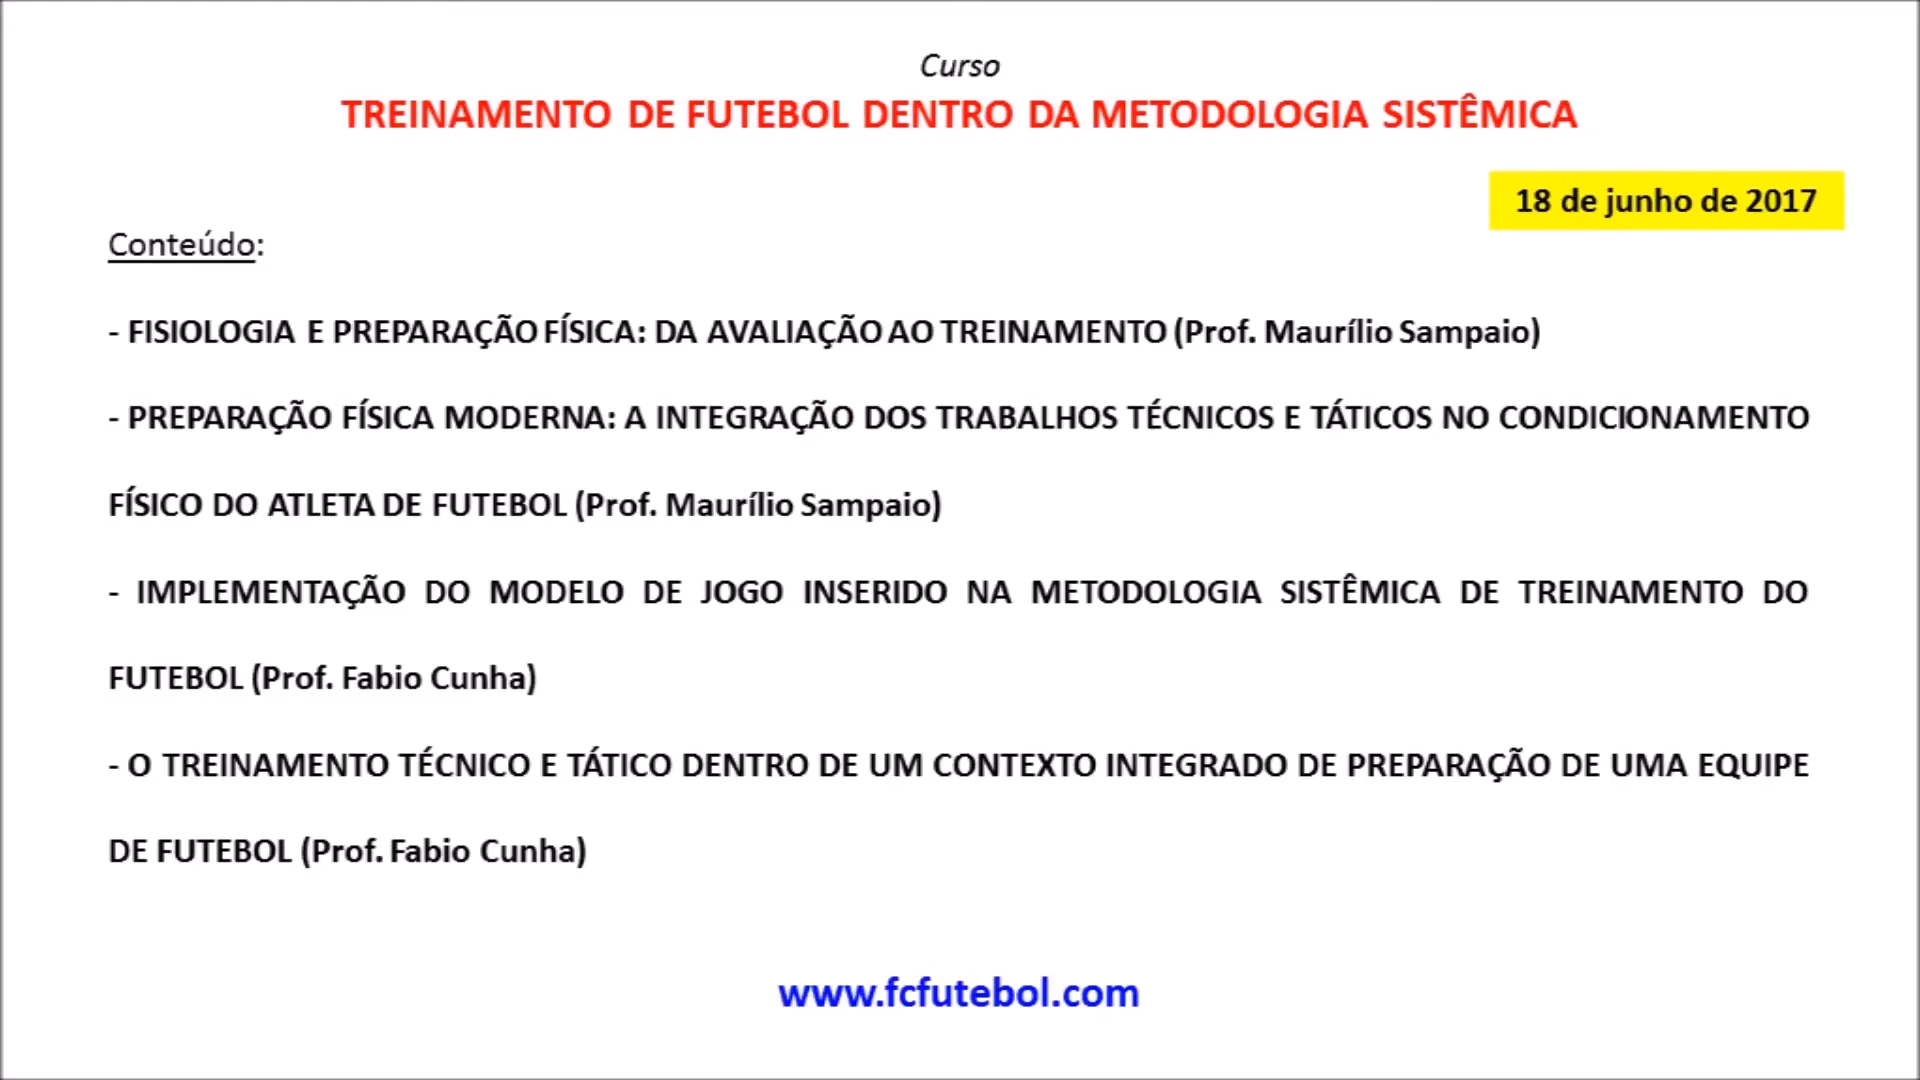 Curso
TREINAMENTO DE FUTEBOL DENTRO DA METODOLOGIA SISTÊMICA
18 de junho de 2017
Conteúdo:
- FISIOLOGIA E PREPARAÇÃO FÍSICA: DA AVALIAÇÃO AO TREINAMENTO (Prof. Maurílio Sampaio)
- PREPARAÇÃO FÍSICA MODERNA: A INTEGRAÇÃO DOS TRABALHOS TÉCNICOS E TÁTICOS NO CONDICIONAMENTO
FÍSICO DO ATLETA DE FUTEBOL (Prof. Maurílio Sampaio)
- IMPLEMENTAÇÃO DO MODELO DE JOGO INSERIDO NA METODOLOGIA SISTÊMICA DE TREINAMENTO DO
FUTEBOL (Prof. Fabio Cunha)
- O TREINAMENTO TÉCNICO E TÁTICO DENTRO DE UM CONTEXTO INTEGRADO DE PREPARAÇÃO DE UMA EQUIPE
DE FUTEBOL (Prof. Fabio Cunha)
www.fcfutebol.com